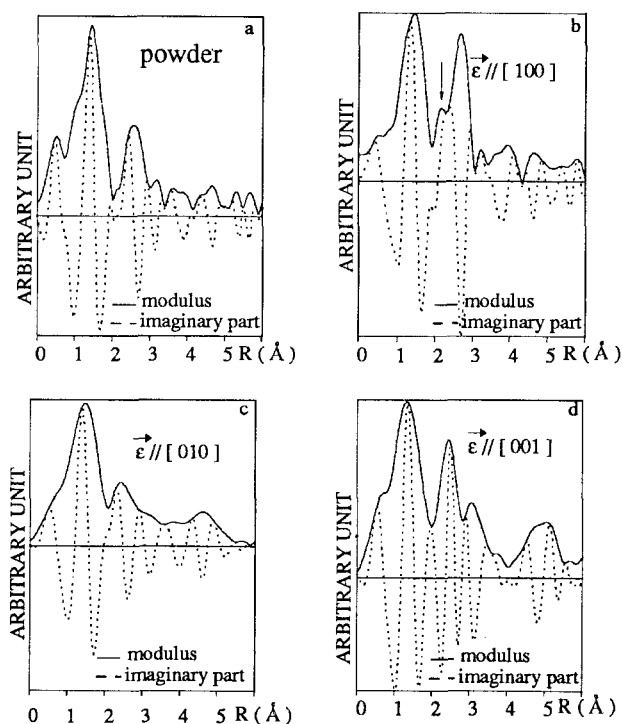 a
powder
ARBITRARY UNIT
modulus
imaginary part
0 1 2 3 4 5 R ( Å )
b
ε // [ 100 ]
ARBITRARY UNIT
modulus
imaginary part
0 1 2 3 4 5 R ( Å )
c
ε // [ 010 ]
ARBITRARY UNIT
modulus
imaginary part
0 1 2 3 4 5 R ( Å )
d
ε // [ 001 ]
ARBITRARY UNIT
modulus
imaginary part
0 1 2 3 4 5 R ( Å )